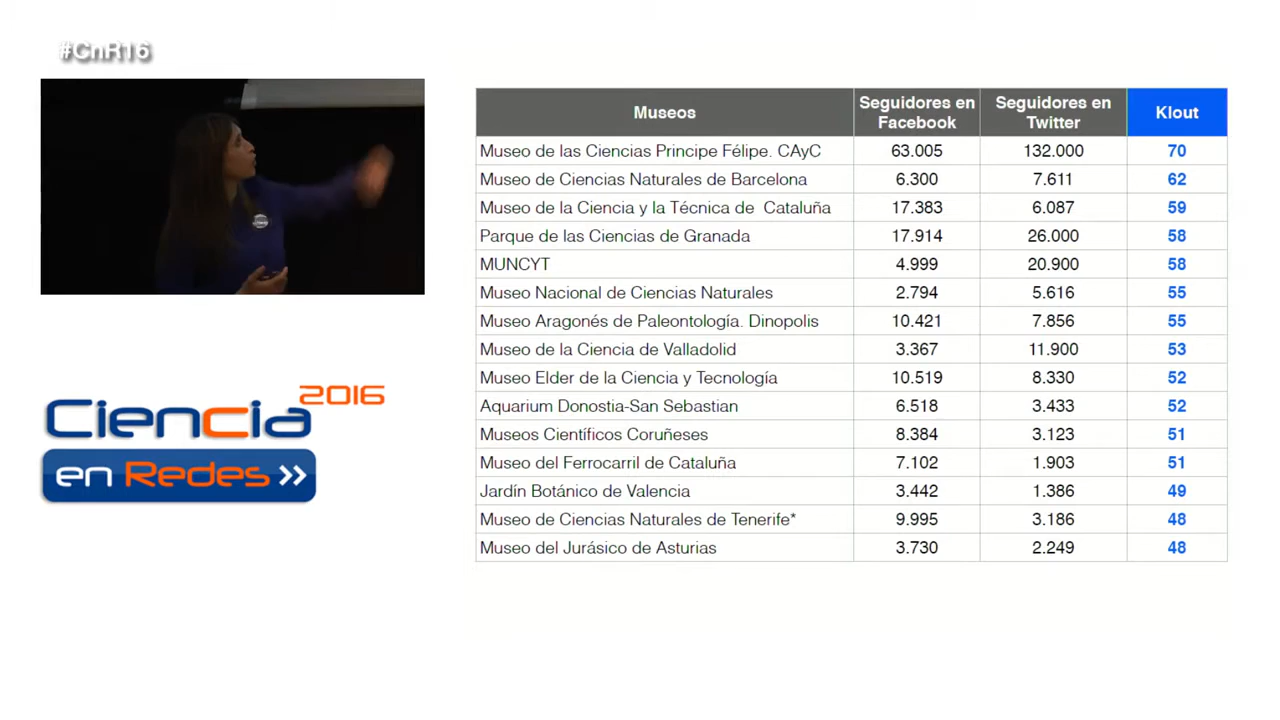 #CnR16
Ciencia 2016
en Redes »
Museos Seguidores en Facebook Seguidores en Twitter Klout
Museo de las Ciencias Principe Félipe. CAyC 63.005 132.000 70
Museo de Ciencias Naturales de Barcelona 6.300 7.611 62
Museo de la Ciencia y la Técnica de Cataluña 17.383 6.087 59
Parque de las Ciencias de Granada 17.914 26.000 58
MUNCYT 4.999 20.900 58
Museo Nacional de Ciencias Naturales 2.794 5.616 55
Museo Aragonés de Paleontología. Dinopolis 10.421 7.856 55
Museo de la Ciencia de Valladolid 3.367 11.900 53
Museo Elder de la Ciencia y Tecnología 10.519 8.330 52
Aquarium Donostia-San Sebastian 6.518 3.433 52
Museos Científicos Coruñeses 8.384 3.123 51
Museo del Ferrocarril de Cataluña 7.102 1.903 51
Jardín Botánico de Valencia 3.442 1.386 49
Museo de Ciencias Naturales de Tenerife* 9.995 3.186 48
Museo del Jurásico de Asturias 3.730 2.249 48